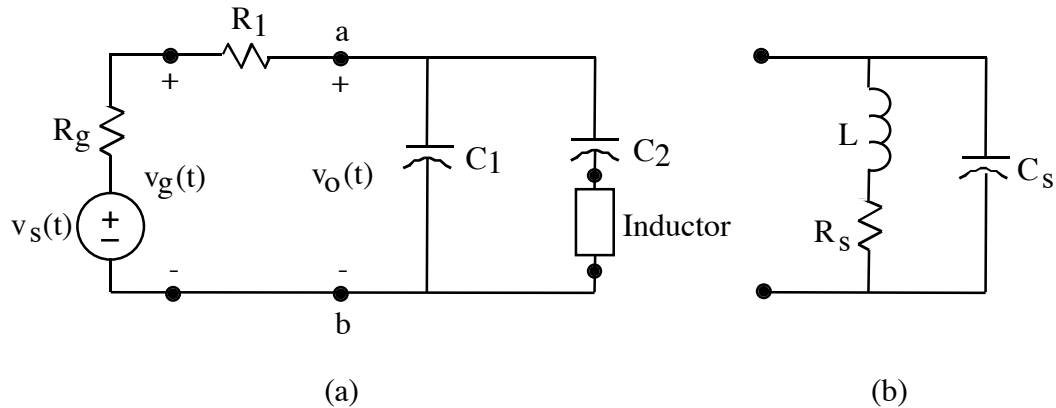 R1
a
+
+
Rg
vg(t)
vo(t)
C1
C2
vs(t)
+
−
Inductor
-
-
b
(a)
L
Rs
Cs
(b)